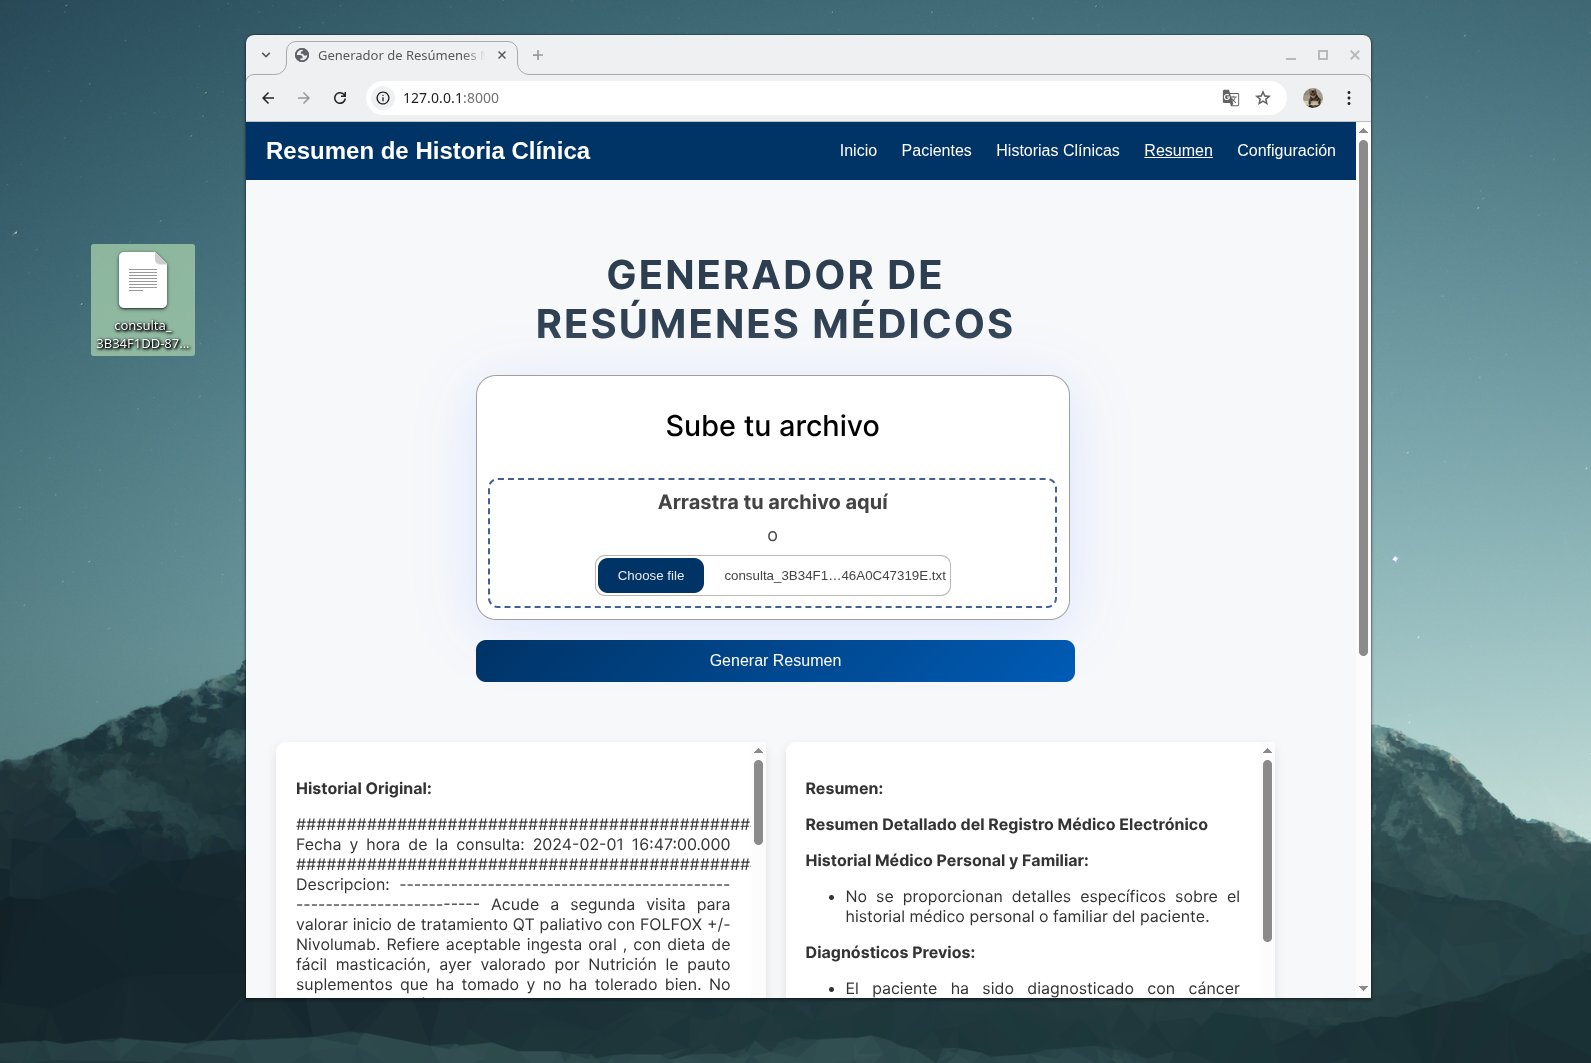 Generador de Resúmenes
127.0.0.1:8000
Resumen de Historia Clínica
Inicio
Pacientes
Historias Clínicas
Resumen
Configuración
consulta_
3B34F1DD-87...
GENERADOR DE
RESÚMENES MÉDICOS
Sube tu archivo
Arrastra tu archivo aquí
o
Choose file
consulta_3B34F1...46A0C47319E.txt
Generar Resumen
Historial Original:
#############################################
Fecha y hora de la consulta: 2024-02-01 16:47:00.000
#############################################
Descripcion: ---------------------------------------------
------------------------- Acude a segunda visita para
valorar inicio de tratamiento QT paliativo con FOLFOX +/-
Nivolumab. Refiere aceptable ingesta oral , con dieta de
fácil masticación, ayer valorado por Nutrición le pauto
suplementos que ha tomado y no ha tolerado bien. No
Resumen:
Resumen Detallado del Registro Médico Electrónico
Historial Médico Personal y Familiar:
• No se proporcionan detalles específicos sobre el
historial médico personal o familiar del paciente.
Diagnósticos Previos:
• El paciente ha sido diagnosticado con cáncer